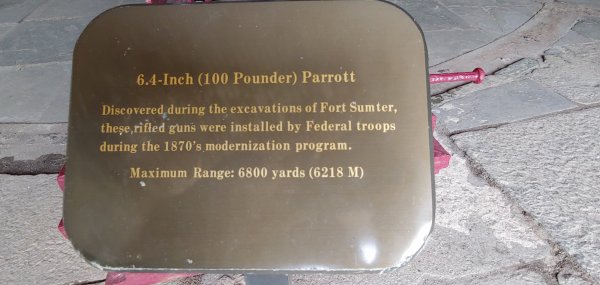 6.4-Inch (100 Pounder) Parrott
Discovered during the excavations of Fort Sumter,
these rifled guns were installed by Federal troops
during the 1870's modernization program.
Maximum Range: 6800 yards (6218 M)